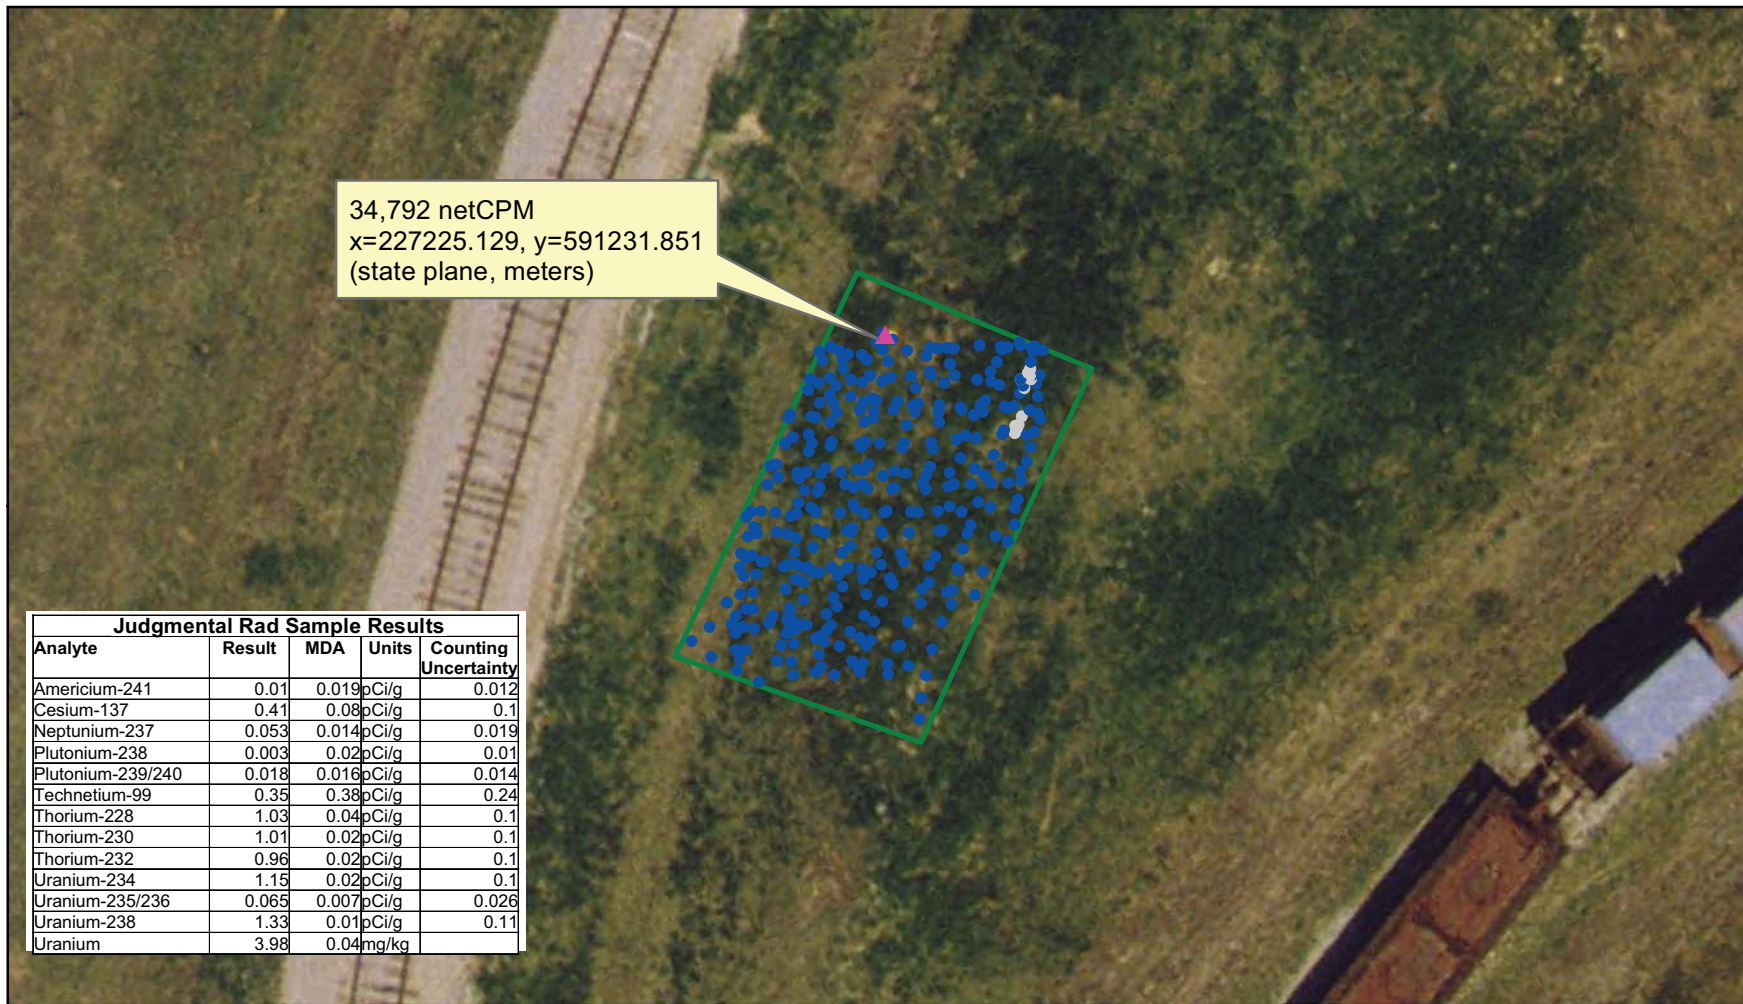 34,792 netCPM
x=227225.129, y=591231.851
(state plane, meters)
Judgmental Rad Sample Results
Analyte Result MDA Units Counting Uncertainty
Americium-241 0.01 0.019 pCi/g 0.012
Cesium-137 0.41 0.08 pCi/g 0.1
Neptunium-237 0.053 0.014 pCi/g 0.019
Plutonium-238 0.003 0.02 pCi/g 0.01
Plutonium-239/240 0.018 0.016 pCi/g 0.014
Technetium-99 0.35 0.38 pCi/g 0.24
Thorium-228 1.03 0.04 pCi/g 0.1
Thorium-230 1.01 0.02 pCi/g 0.1
Thorium-232 0.96 0.02 pCi/g 0.1
Uranium-234 1.15 0.02 pCi/g 0.1
Uranium-235/236 0.065 0.007 pCi/g 0.026
Uranium-238 1.33 0.01 pCi/g 0.11
Uranium 3.98 0.04 mg/kg